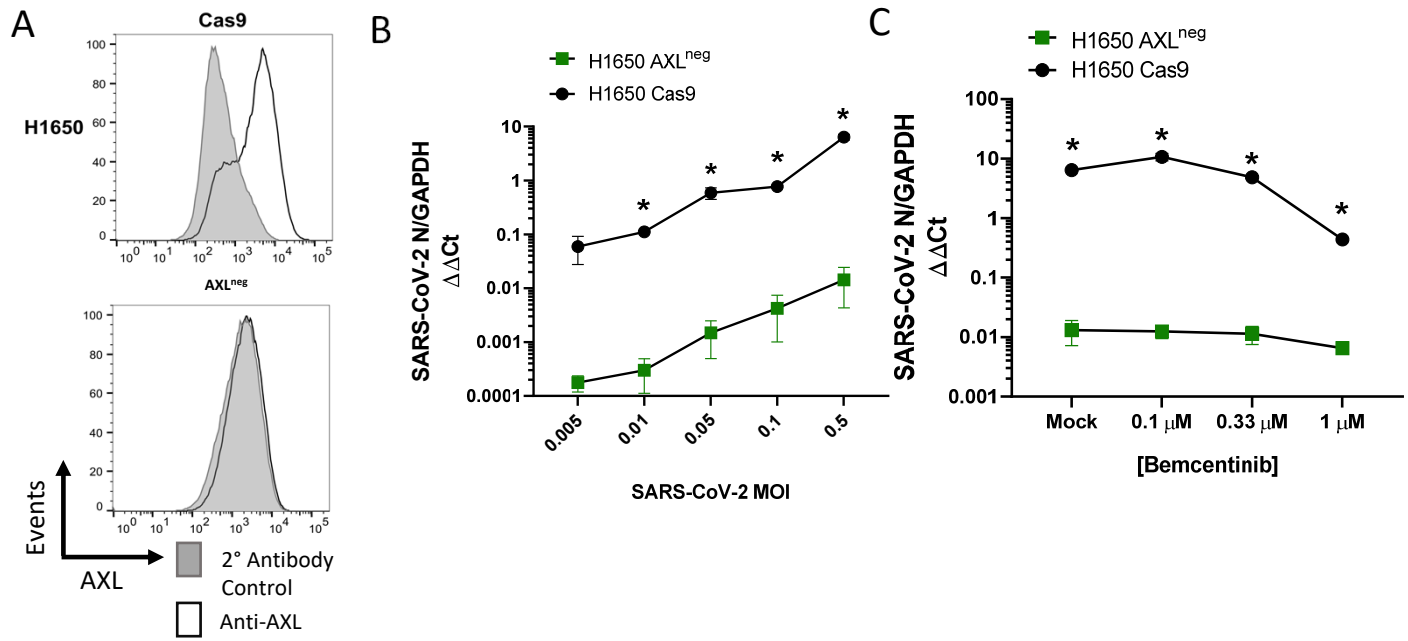 A
Cas9
H1650
100
80
60
40
20
0
10^0 10^1 10^2 10^3 10^4 10^5
AXL^neg
100
80
60
40
20
0
10^0 10^1 10^2 10^3 10^4 10^5
Events
AXL
2° Antibody
Control
Anti-AXL
B
H1650 AXL^neg
H1650 Cas9
SARS-CoV-2 N/GAPDH
ΔΔCt
10
1
0.1
0.01
0.001
0.0001
* * * *
0.005 0.01 0.05 0.1 0.5
SARS-CoV-2 MOI
C
H1650 AXL^neg
H1650 Cas9
SARS-CoV-2 N/GAPDH
ΔΔCt
100
10
1
0.1
0.01
0.001
* * * *
Mock 0.1 μM 0.33 μM 1 μM
[Bemcentinib]